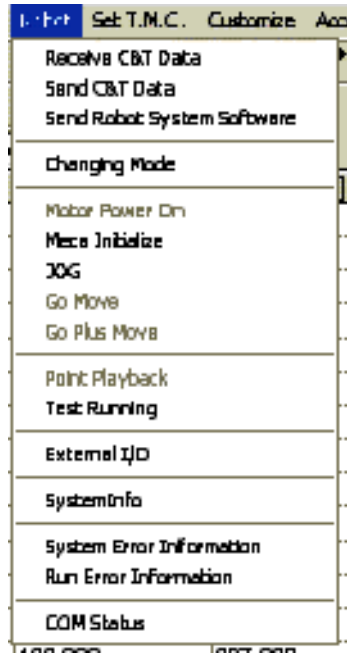 Robot Set T.M.C. Customize
Receive C&T Data
Send C&T Data
Send Robot System Software
Changing Mode
Motor Power On
Meca Initialize
JOG
Go Move
Go Plus Move
Point Playback
Test Running
External I/O
SystemInfo
System Error Information
Run Error Information
COM Status